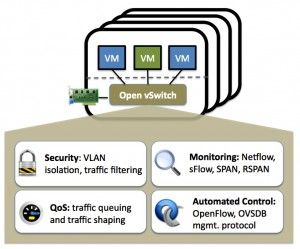 VM VM VM
Open vSwitch
Security: VLAN
isolation, traffic filtering
Monitoring: Netflow,
sFlow, SPAN, RSPAN
QoS: traffic queuing
and traffic shaping
Automated Control:
OpenFlow, OVSDB
mgmt. protocol